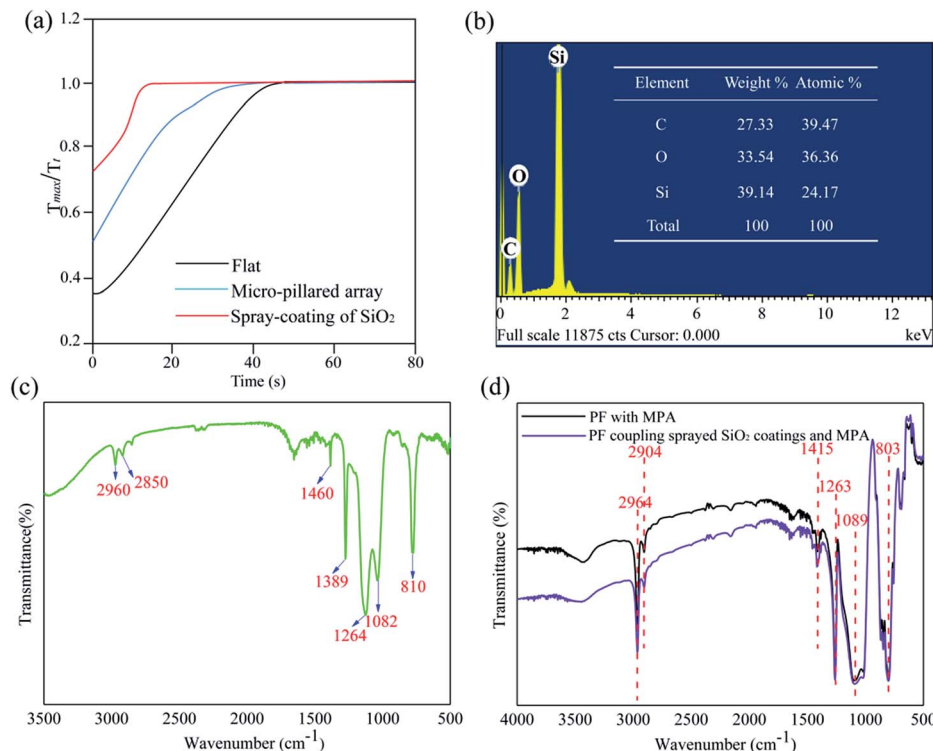 (a)
1.2
1.0
0.8
0.6
0.4
0.2
Tmax/Tt
Flat
Micro-pillared array
Spray-coating of SiO₂
0 20 40 60 80
Time (s)
(b)
Si
O
C
Element Weight % Atomic %
C 27.33 39.47
O 33.54 36.36
Si 39.14 24.17
Total 100 100
0 2 4 6 8 10 12
Full scale 11875 cts Cursor: 0.000 keV
(c)
Transmittance(%)
2960
2850
1460
1389
1264
1082
810
3500 3000 2500 2000 1500 1000 500
Wavenumber (cm⁻¹)
(d)
PF with MPA
PF coupling sprayed SiO₂ coatings and MPA
Transmittance (%)
2904
2964
1415
1263
1089
803
4000 3500 3000 2500 2000 1500 1000 500
Wavenumber (cm⁻¹)